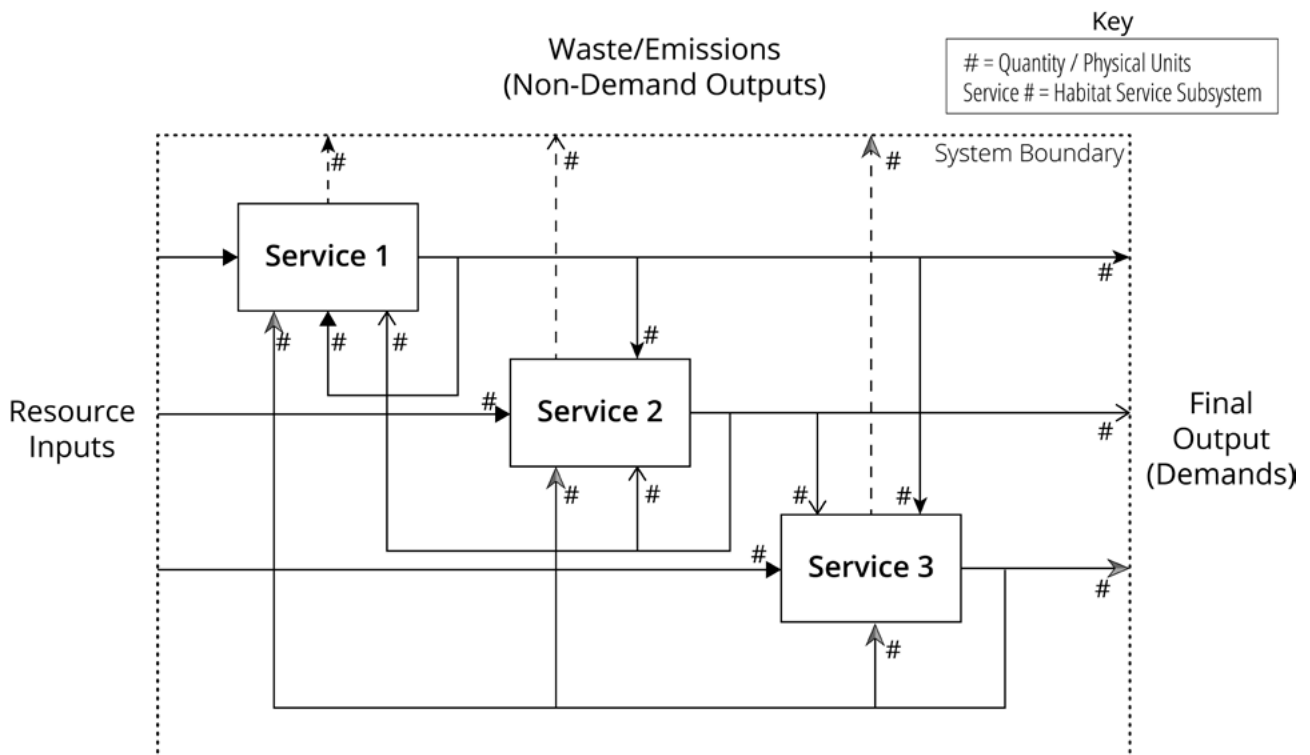 Key
# = Quantity / Physical Units
Service # = Habitat Service Subsystem
Waste/Emissions
(Non-Demand Outputs)
System Boundary
# # #
Service 1
#
# # #
#
Resource
Inputs
#
Service 2
#
Final
Output
(Demands)
# #
# #
#
Service 3
#
#